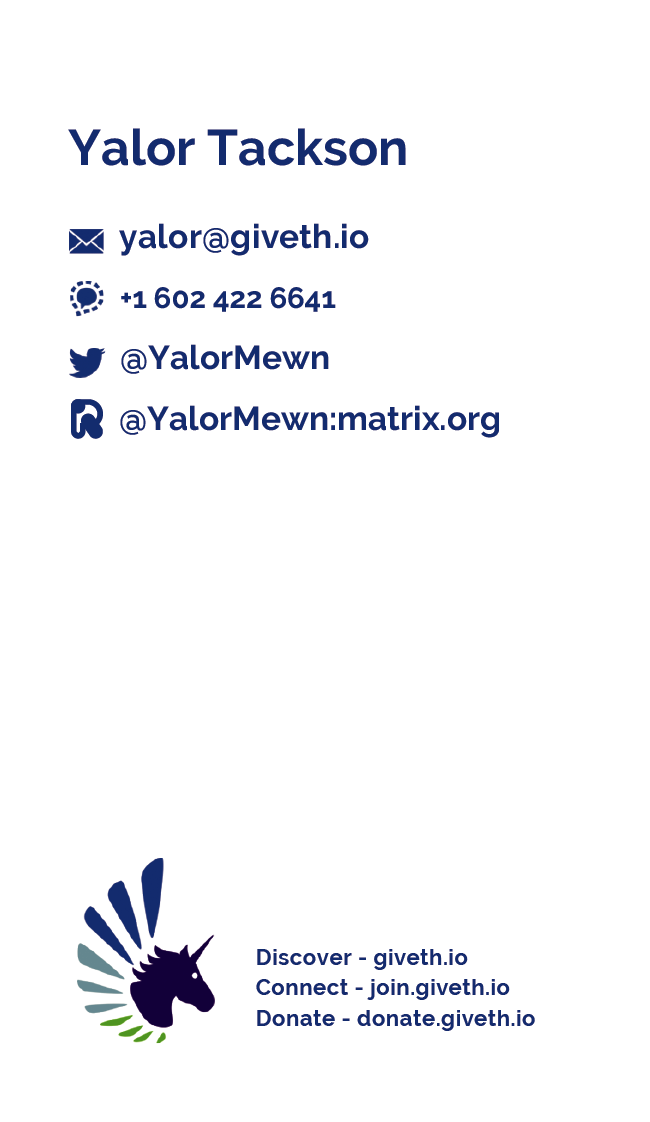 Yalor Tackson
yalor@giveth.io
+1 602 422 6641
@YalorMewn
@YalorMewn:matrix.org
Discover - giveth.io
Connect - join.giveth.io
Donate - donate.giveth.io